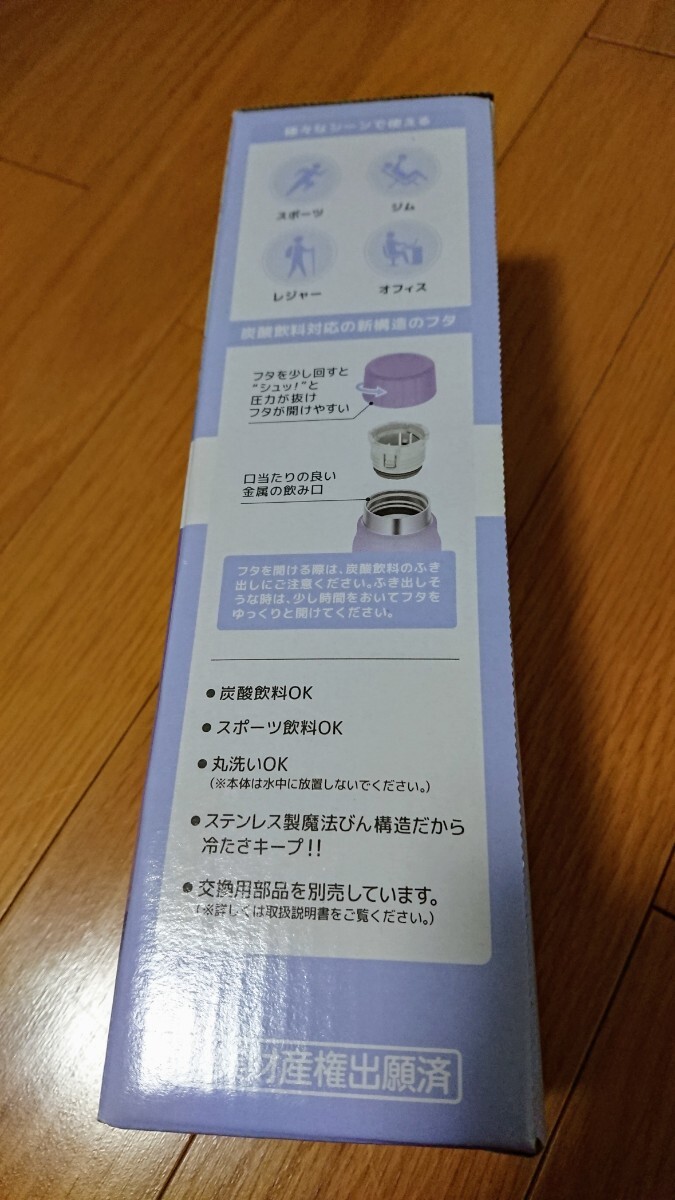 様々なシーンで使える
スポーツ
ジム
レジャー
オフィス
炭酸飲料対応の新構造のフタ
フタを少し回すと
“シュッ!”と
圧力が抜け
フタが開けやすい
口当たりの良い
金属の飲み口
フタを開ける際は、炭酸飲料のふき
出しにご注意ください。ふき出しそ
うな時は、少し時間をおいてフタを
ゆっくりと開けてください。
●炭酸飲料OK
●スポーツ飲料OK
●丸洗いOK
(※本体は水中に放置しないでください。)
●ステンレス製魔法びん構造だから
冷たさキープ!!
●交換用部品を別売しています。
(※詳しくは取扱説明書をご覧ください。)
財産権出願済